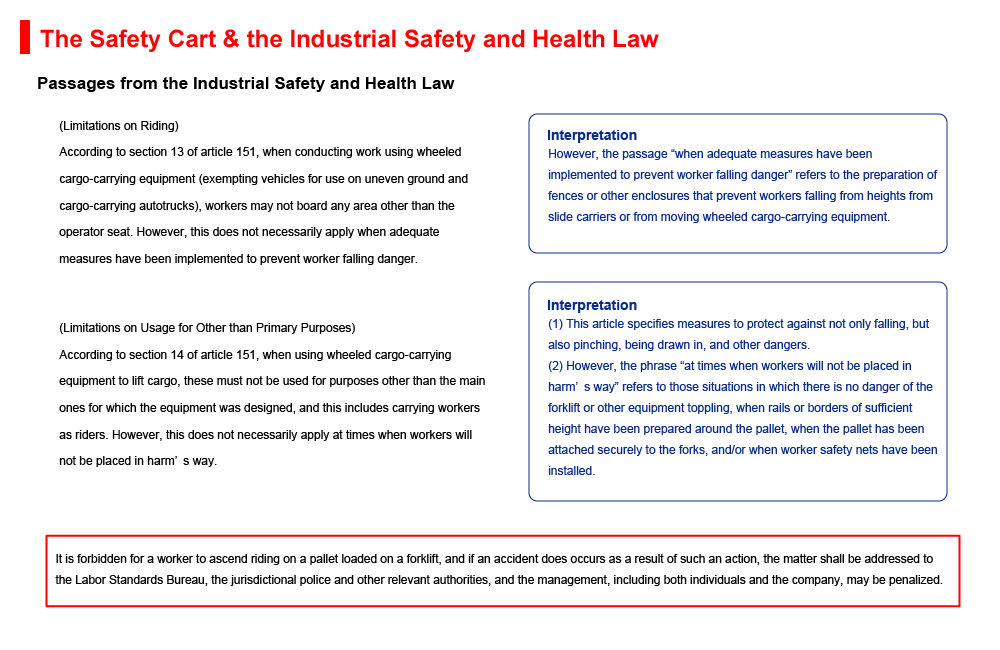 The Safety Cart & the Industrial Safety and Health Law
Passages from the Industrial Safety and Health Law
(Limitations on Riding)
According to section 13 of article 151, when conducting work using wheeled
cargo-carrying equipment (exempting vehicles for use on uneven ground and
cargo-carrying autotrucks), workers may not board any area other than the
operator seat. However, this does not necessarily apply when adequate
measures have been implemented to prevent worker falling danger.
Interpretation
However, the passage “when adequate measures have been
implemented to prevent worker falling danger” refers to the preparation of
fences or other enclosures that prevent workers falling from heights from
slide carriers or from moving wheeled cargo-carrying equipment.
(Limitations on Usage for Other than Primary Purposes)
According to section 14 of article 151, when using wheeled cargo-carrying
equipment to lift cargo, these must not be used for purposes other than the main
ones for which the equipment was designed, and this includes carrying workers
as riders. However, this does not necessarily apply at times when workers will
not be placed in harm’ s way.
Interpretation
(1) This article specifies measures to protect against not only falling, but
also pinching, being drawn in, and other dangers.
(2) However, the phrase “at times when workers will not be placed in
harm’ s way” refers to those situations in which there is no danger of the
forklift or other equipment toppling, when rails or borders of sufficient
height have been prepared around the pallet, when the pallet has been
attached securely to the forks, and/or when worker safety nets have been
installed.
It is forbidden for a worker to ascend riding on a pallet loaded on a forklift, and if an accident does occurs as a result of such an action, the matter shall be addressed to
the Labor Standards Bureau, the jurisdictional police and other relevant authorities, and the management, including both individuals and the company, may be penalized.